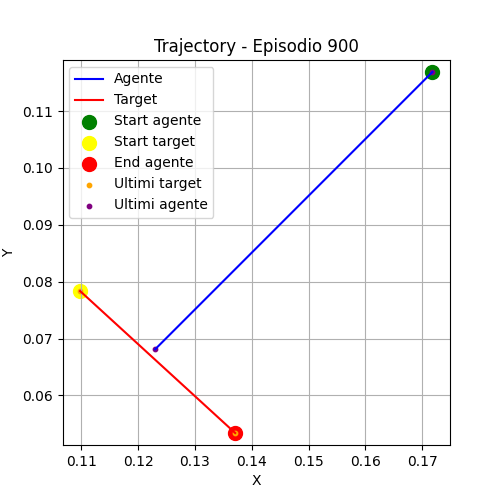 Trajectory - Episodio 900
Agente
Target
Start agente
Start target
End agente
Ultimi target
Ultimi agente
Y
0.11
0.10
0.09
0.08
0.07
0.06
0.11 0.12 0.13 0.14 0.15 0.16 0.17
X